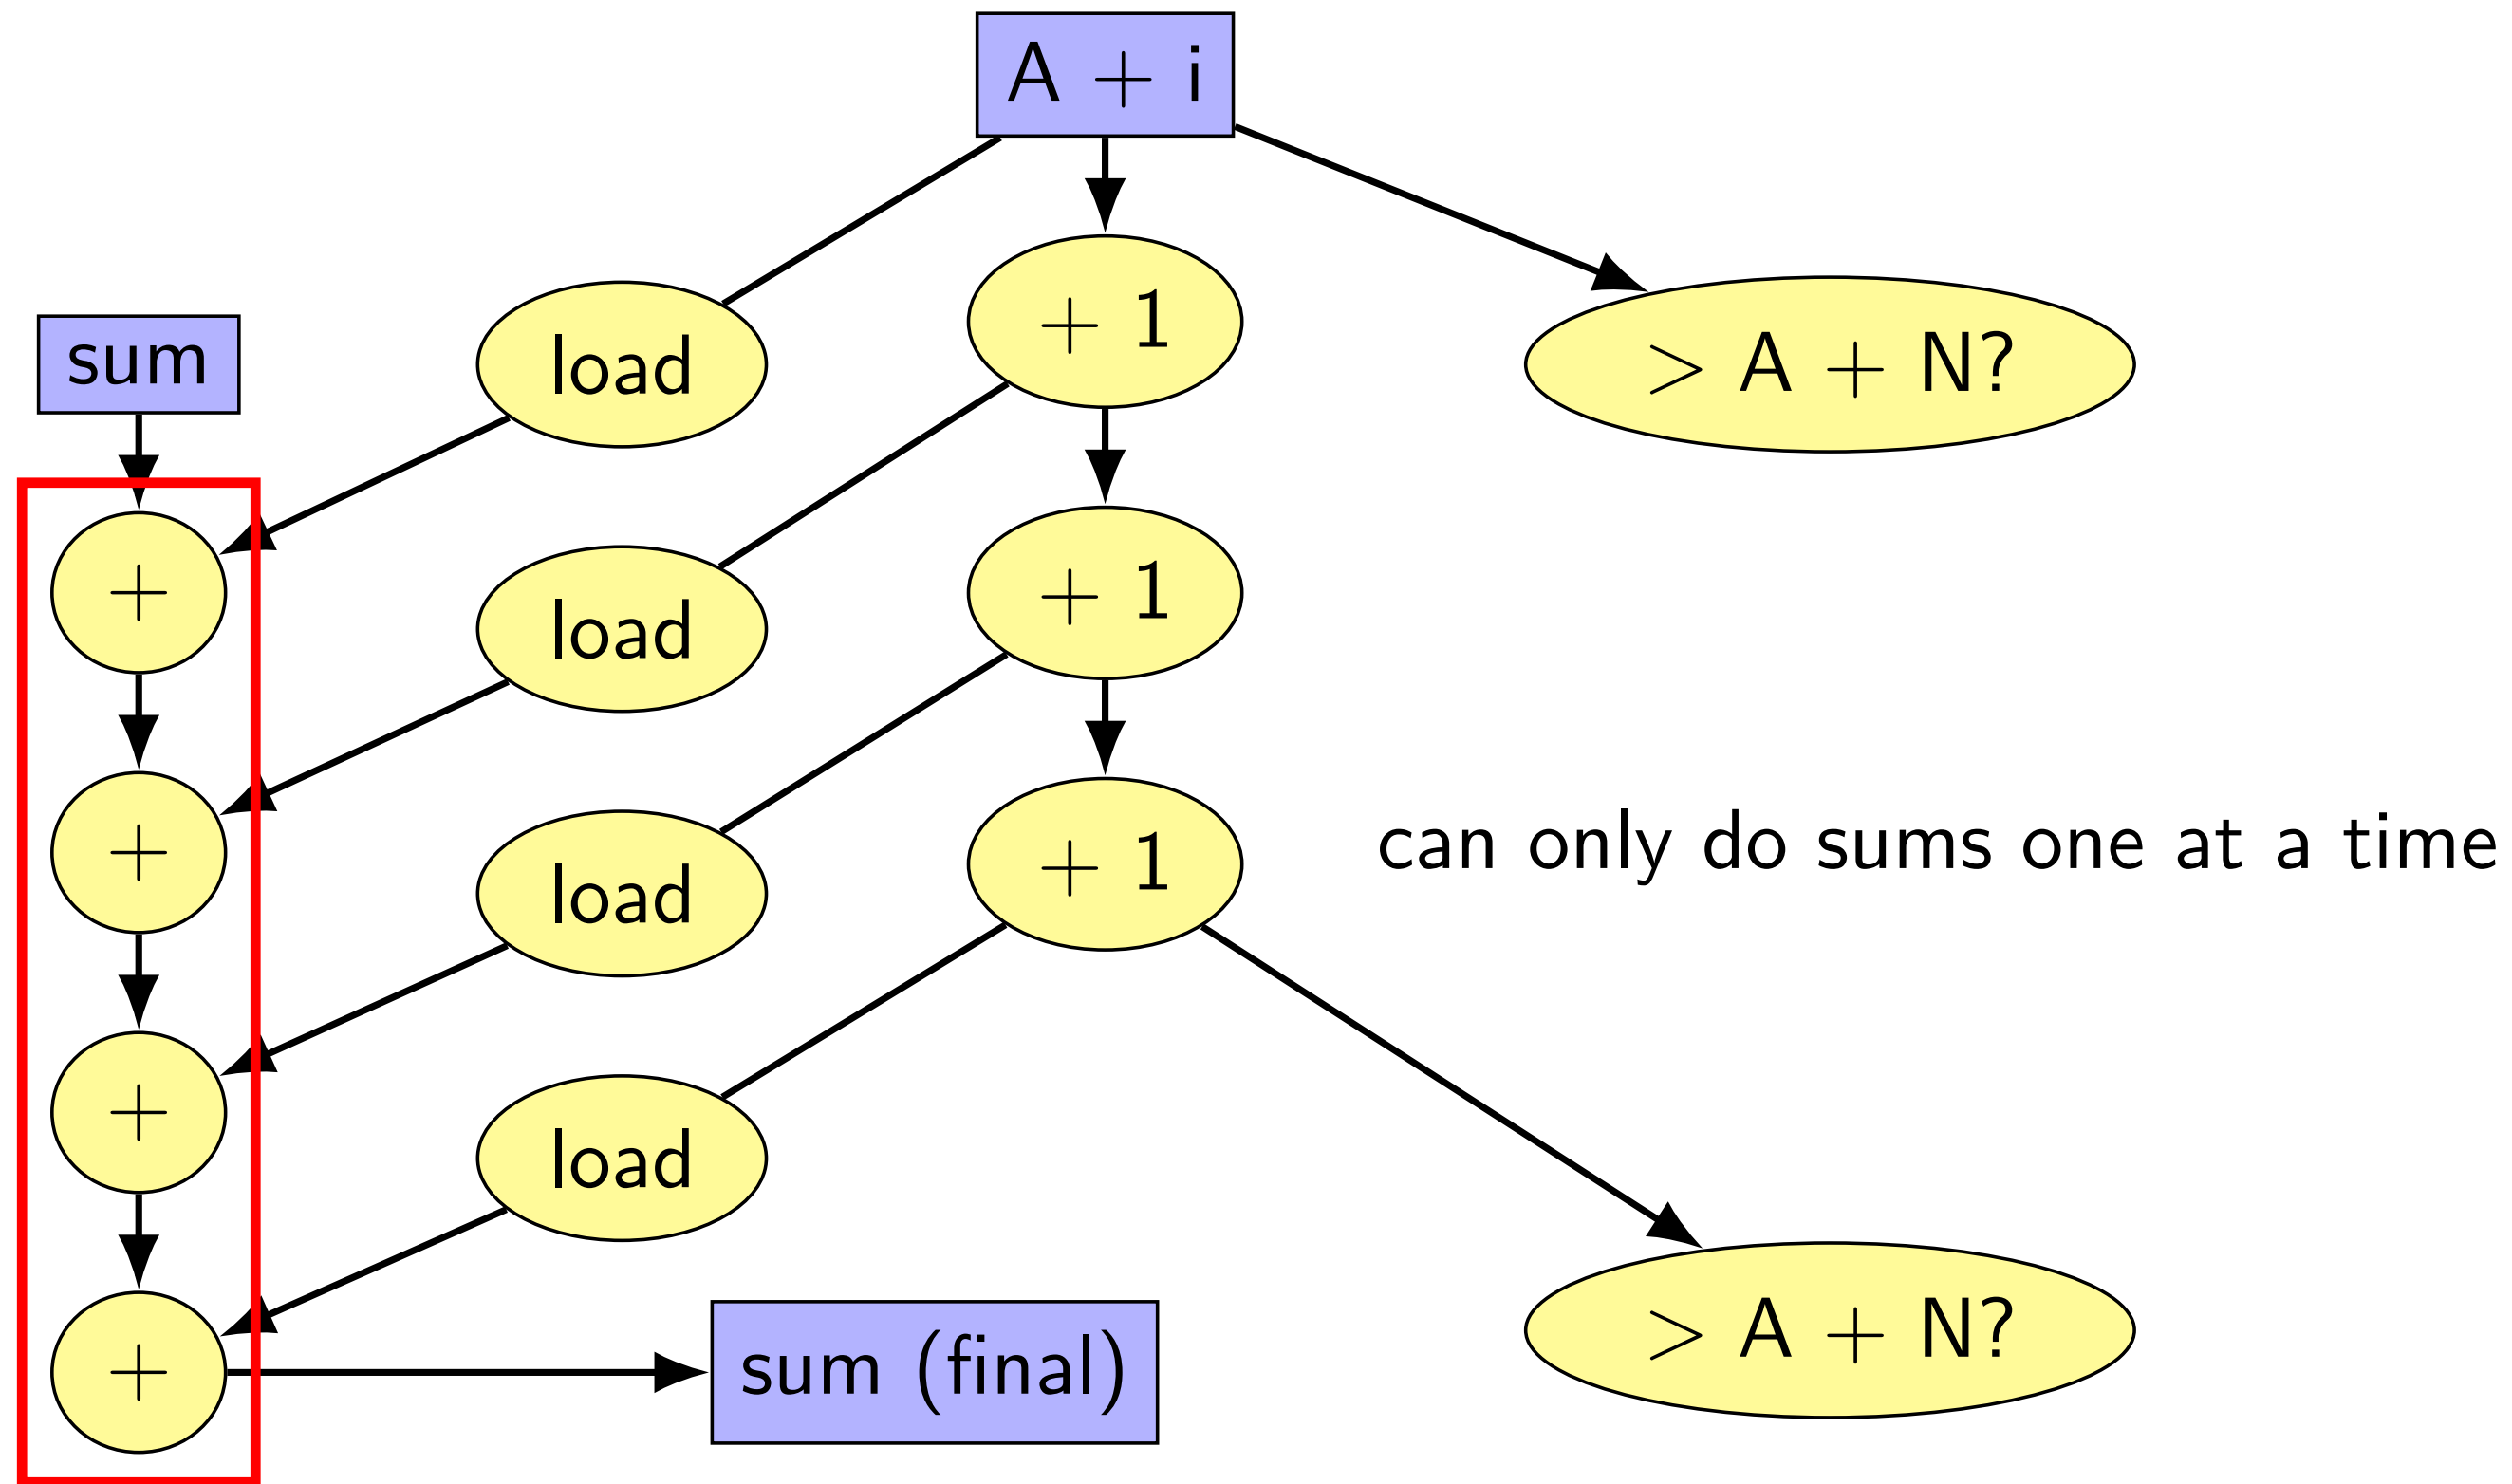 A + i
sum
load
+ 1
> A + N?
+
load
+ 1
+
load
+ 1
can only do sums one at a time
+
load
+
sum (final)
> A + N?